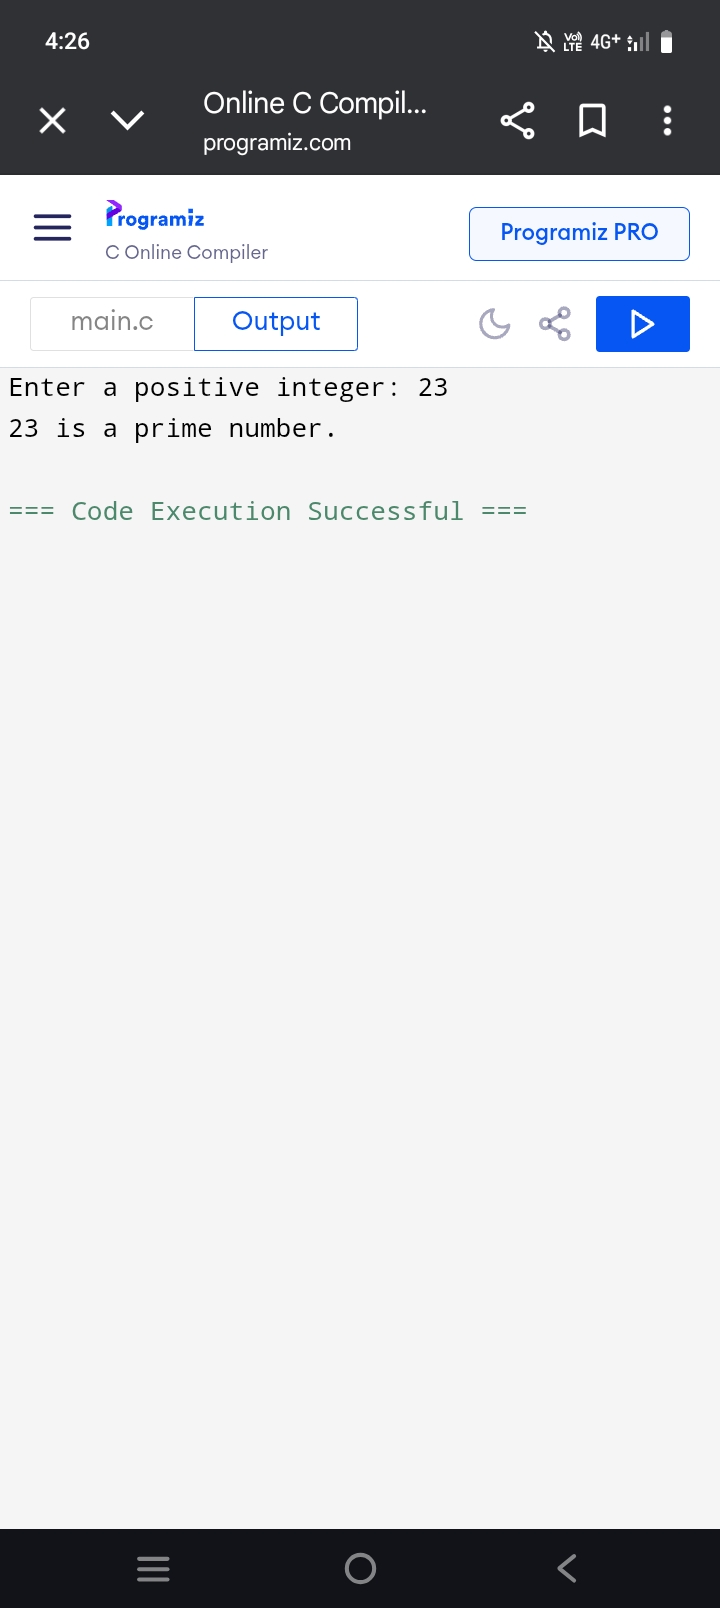 4:26
Vo) LTE 4G+
Online C Compil...
programiz.com
Programiz
C Online Compiler
Programiz PRO
main.c
Output
Enter a positive integer: 23
23 is a prime number.
=== Code Execution Successful ===